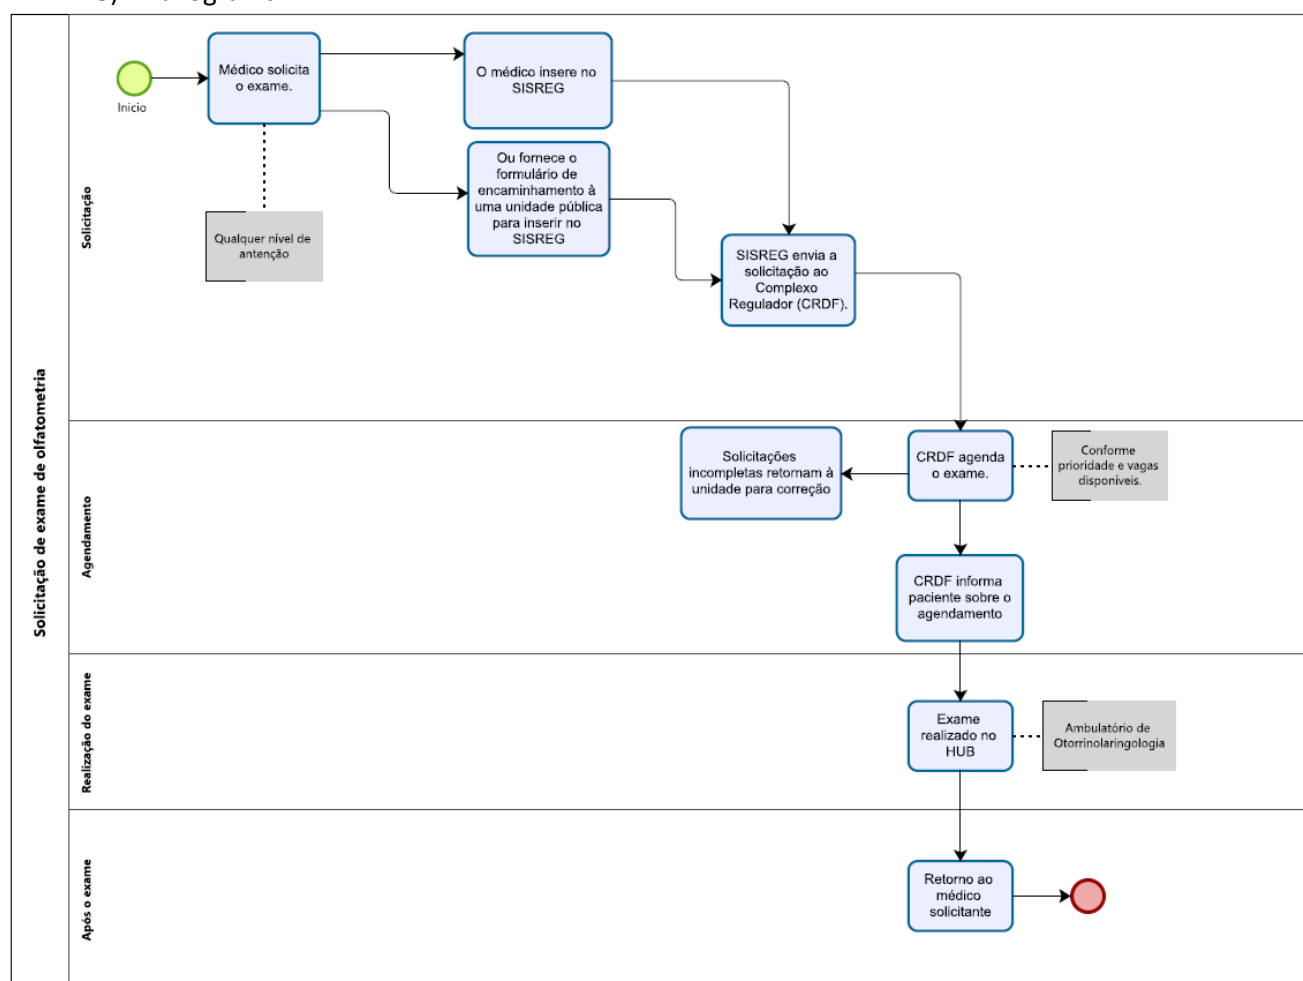 Solicitação de exame de olfatometria
Solicitação
Inicio
Médico solicita
o exame.
O médico insere no
SISREG
Ou fornece o
formulário de
encaminhamento à
uma unidade pública
para inserir no
SISREG
Qualquer nível de
antenção
SISREG envia a
solicitação ao
Complexo
Regulador (CRDF).
Agendamento
Solicitações
incompletas retornam à
unidade para correção
CRDF agenda
o exame.
Conforme
prioridade e vagas
disponíveis.
CRDF informa
paciente sobre o
agendamento
Realização do exame
Exame
realizado no
HUB
Ambulatório de
Otorrinolaringologia
Após o exame
Retorno ao
médico
solicitante